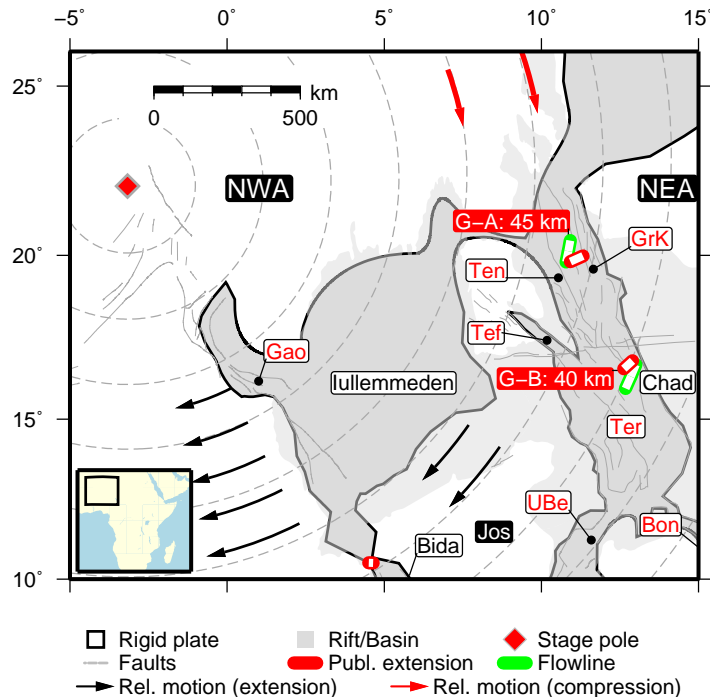 −5˚ 0˚ 5˚ 10˚ 15˚
25˚
km
0 500
NWA
NEA
G−A: 45 km
GrK
20˚
Ten
Tef
Gao
Iullemmeden
G−B: 40 km
Chad
15˚
Ter
UBe
Bon
Jos
Bida
10˚
Rigid plate Rift/Basin Stage pole
Faults Publ. extension Flowline
Rel. motion (extension) Rel. motion (compression)